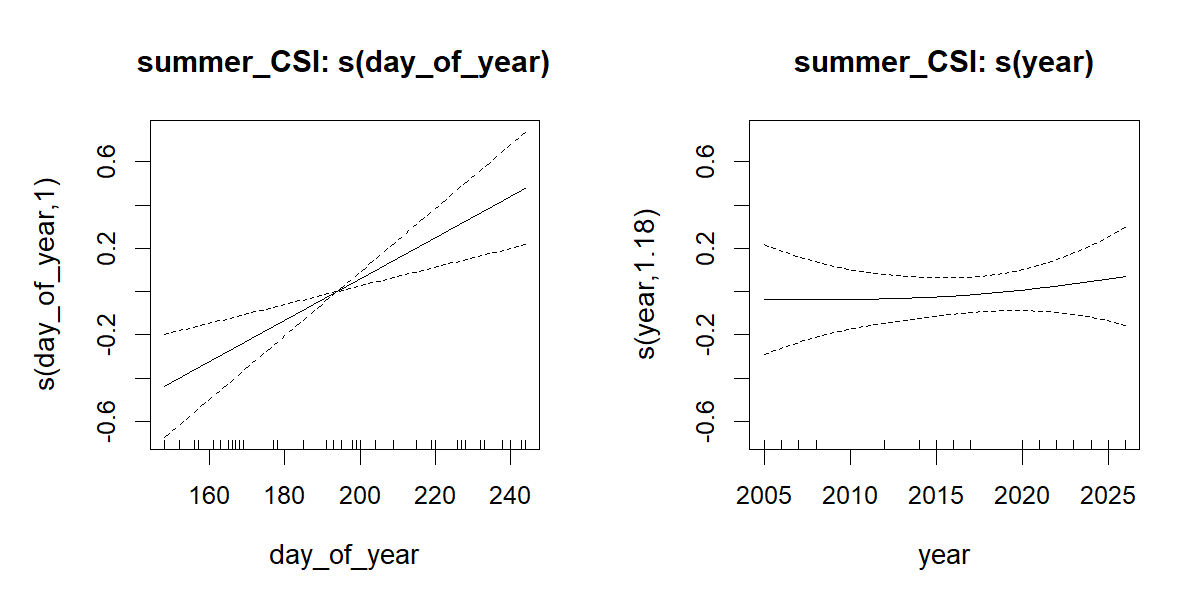 summer_CSI: s(day_of_year)
s(day_of_year,1)
0.6
0.2
-0.2
-0.6
160 180 200 220 240
day_of_year
summer_CSI: s(year)
s(year,1.18)
0.6
0.2
-0.2
-0.6
2005 2010 2015 2020 2025
year